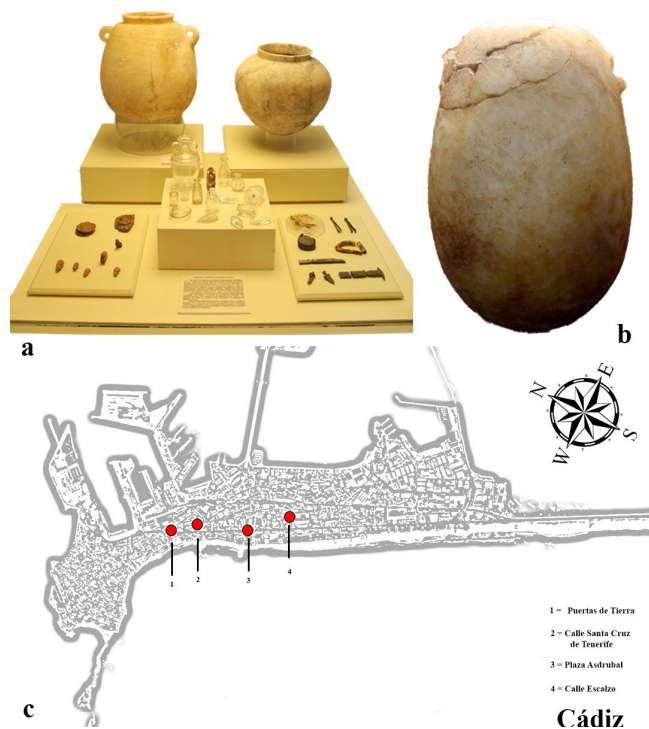 a
b
N
E
W
S
1
2
3
4
1 = Puertas de Tierra
2 = Calle Santa Cruz
de Tenerife
3 = Plaza Asdrubal
4 = Calle Escalzo
c
Cádiz